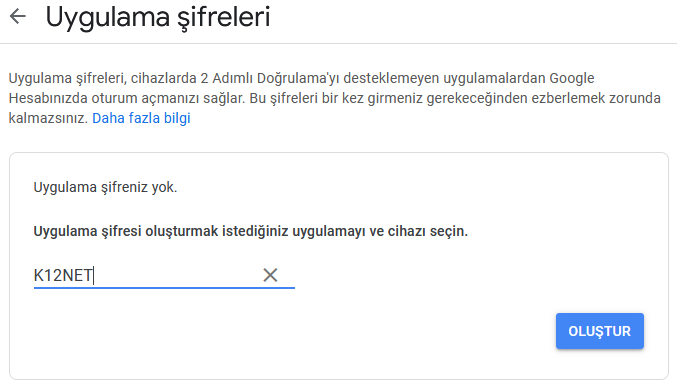 Uygulama şifreleri
Uygulama şifreleri, cihazlarda 2 Adımlı Doğrulama'yı desteklemeyen uygulamalardan Google
Hesabınızda oturum açmanızı sağlar. Bu şifreleri bir kez girmeniz gerekeceğinden ezberlemek zorunda
kalmazsınız. Daha fazla bilgi
Uygulama şifreniz yok.
Uygulama şifresi oluşturmak istediğiniz uygulamayı ve cihazı seçin.
K12NET
OLUŞTUR